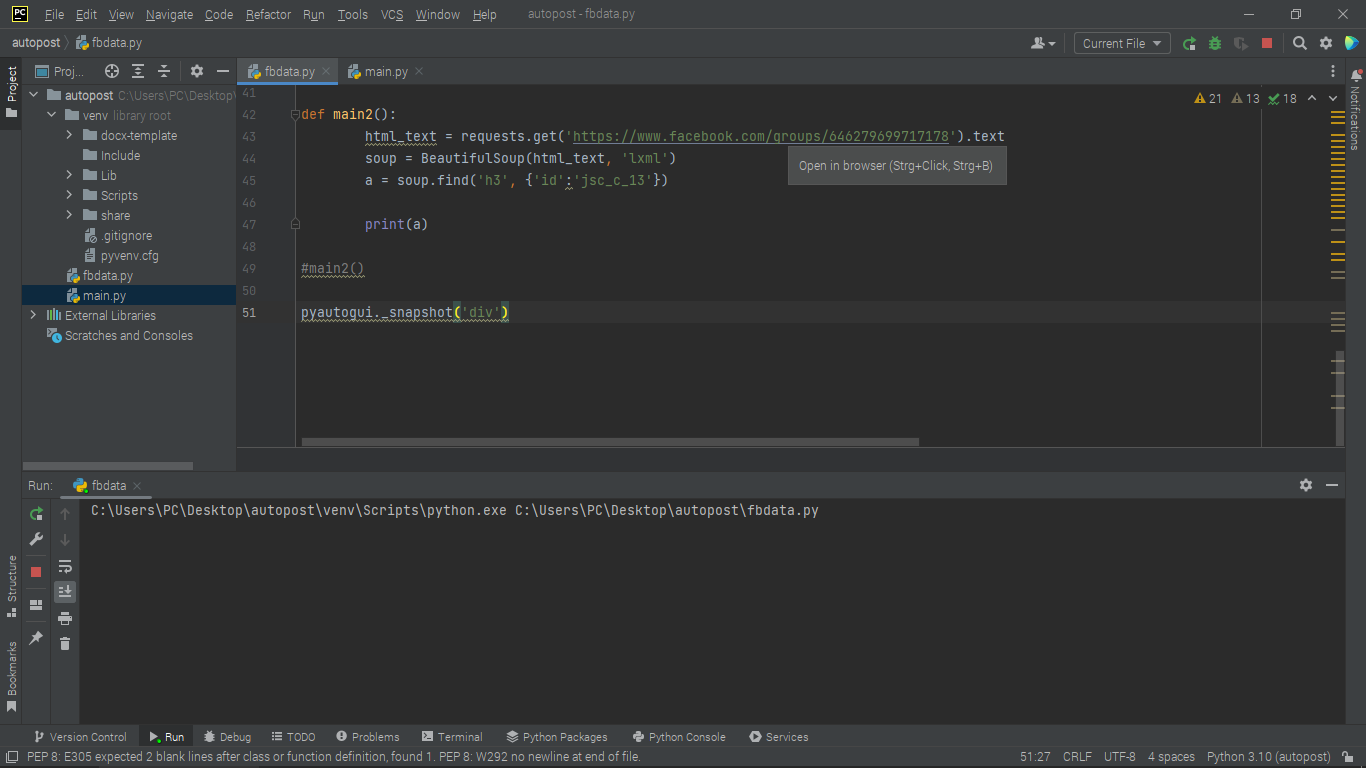 PC File Edit View Navigate Code Refactor Run Tools VCS Window Help autopost - fbdata.py
autopost fbdata.py Current File
Project
Proj...
fbdata.py main.py
autopost C:\Users\PC\Desktop\
venv library root
docx-template
Include
Lib
Scripts
share
.gitignore
pyvenv.cfg
fbdata.py
main.py
External Libraries
Scratches and Consoles
21 13 18
41
42 def main2():
43 html_text = requests.get('https://www.facebook.com/groups/646279699717178').text
44 soup = BeautifulSoup(html_text, 'lxml')
45 a = soup.find('h3', {'id':'jsc_c_13'})
46
47 print(a)
48
49 #main2()
50
51 pyautogui._snapshot('div')
Open in browser (Strg+Click, Strg+B)
Notifications
Run: fbdata
C:\Users\PC\Desktop\autopost\venv\Scripts\python.exe C:\Users\PC\Desktop\autopost\fbdata.py
Structure
Bookmarks
Version Control Run Debug TODO Problems Terminal Python Packages Python Console Services
PEP 8: E305 expected 2 blank lines after class or function definition, found 1. PEP 8: W292 no newline at end of file. 51:27 CRLF UTF-8 4 spaces Python 3.10 (autopost)